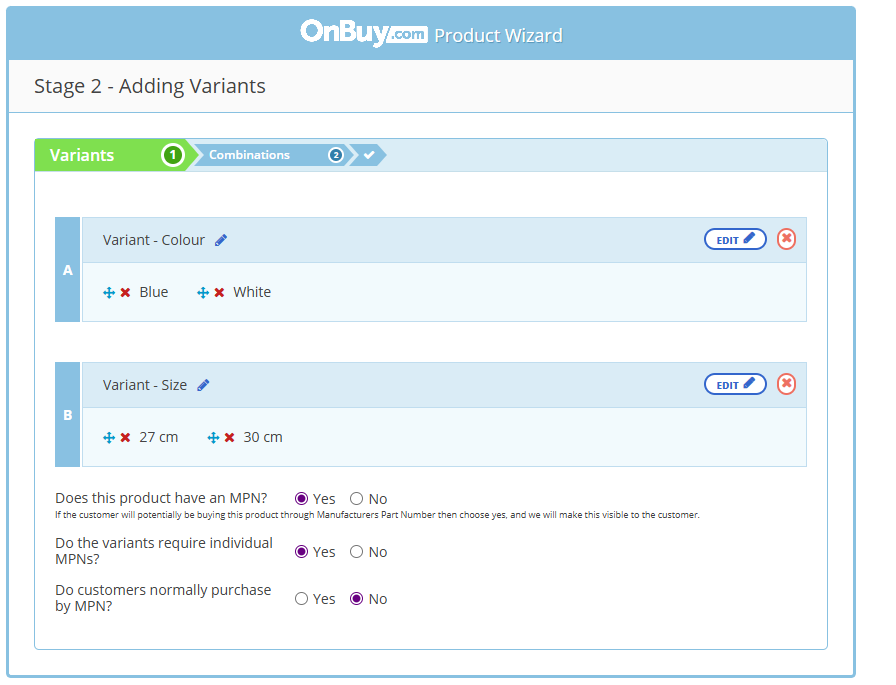 OnBuy.com Product Wizard
Stage 2 - Adding Variants
Variants 1 Combinations 2
Variant - Colour EDIT
A
Blue White
Variant - Size EDIT
B
27 cm 30 cm
Does this product have an MPN? Yes No
If the customer will potentially be buying this product through Manufacturers Part Number then choose yes, and we will make this visible to the customer.
Do the variants require individual
MPNs? Yes No
Do customers normally purchase
by MPN? Yes No